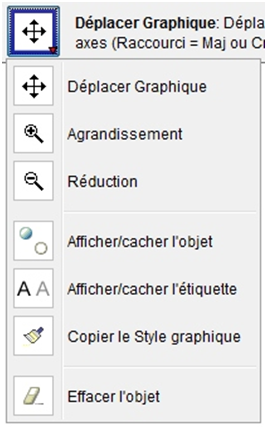 Déplacer Graphique: Dépla
axes (Raccourci = Maj ou C
Déplacer Graphique
Agrandissement
Réduction
Afficher/cacher l'objet
A A Afficher/cacher l'étiquette
Copier le Style graphique
Effacer l'objet